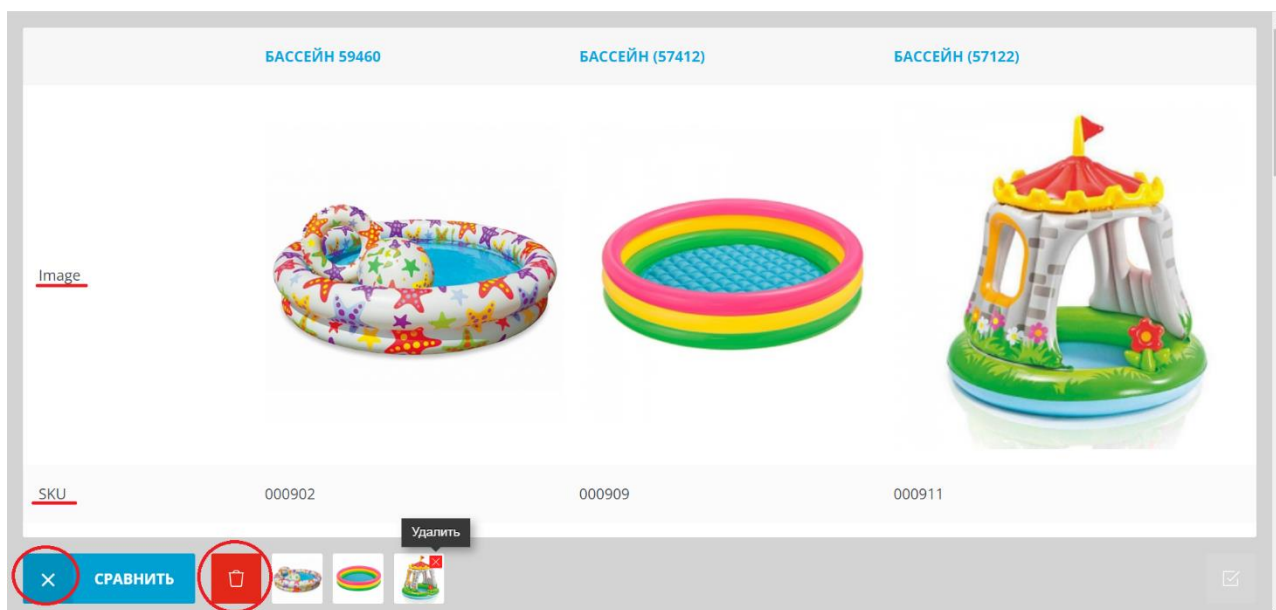 БАССЕЙН 59460 БАССЕЙН (57412) БАССЕЙН (57122)
Image
SKU 000902 000909 000911
Удалить
СРАВНИТЬ